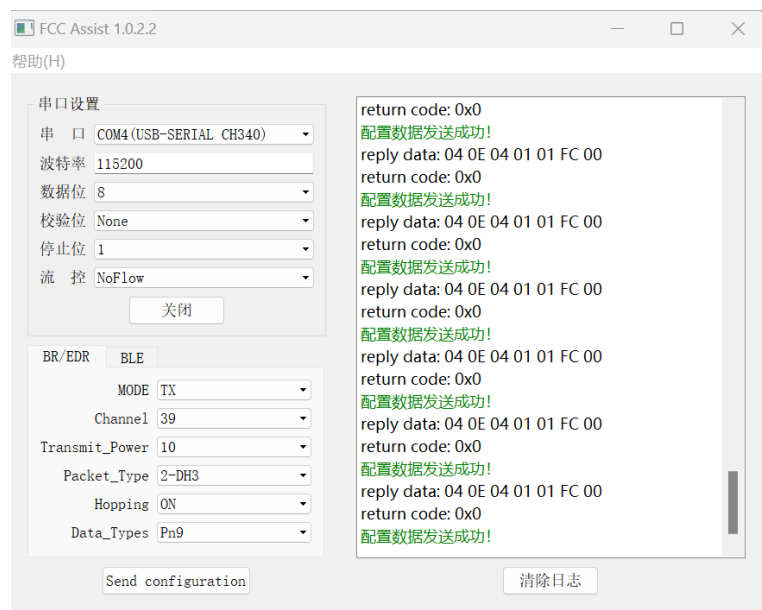 FCC Assist 1.0.2.2
帮助(H)
串口设置
串 口 COM4(USB-SERIAL CH340)
波特率 115200
数据位 8
校验位 None
停止位 1
流 控 NoFlow
关闭
BR/EDR BLE
MODE TX
Channel 39
Transmit_Power 10
Packet_Type 2-DH3
Hopping ON
Data_Types Pn9
Send configuration
return code: 0x0
配置数据发送成功!
reply data: 04 0E 04 01 01 FC 00
return code: 0x0
配置数据发送成功!
reply data: 04 0E 04 01 01 FC 00
return code: 0x0
配置数据发送成功!
reply data: 04 0E 04 01 01 FC 00
return code: 0x0
配置数据发送成功!
reply data: 04 0E 04 01 01 FC 00
return code: 0x0
配置数据发送成功!
reply data: 04 0E 04 01 01 FC 00
return code: 0x0
配置数据发送成功!
reply data: 04 0E 04 01 01 FC 00
return code: 0x0
配置数据发送成功!
清除日志